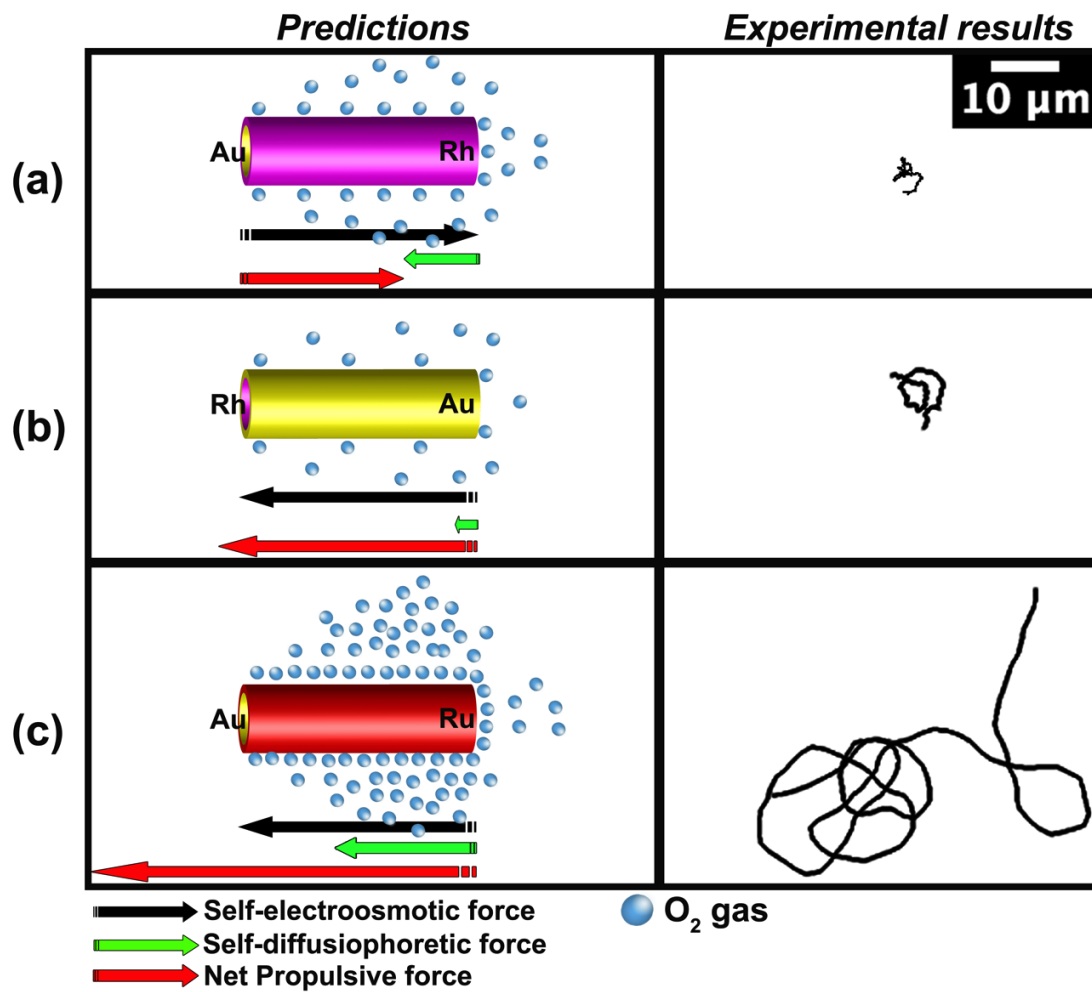 Predictions
Experimental results
10 µm
(a)
Au
Rh
(b)
Rh
Au
(c)
Au
Ru
Self-electroosmotic force
O₂ gas
Self-diffusiophoretic force
Net Propulsive force